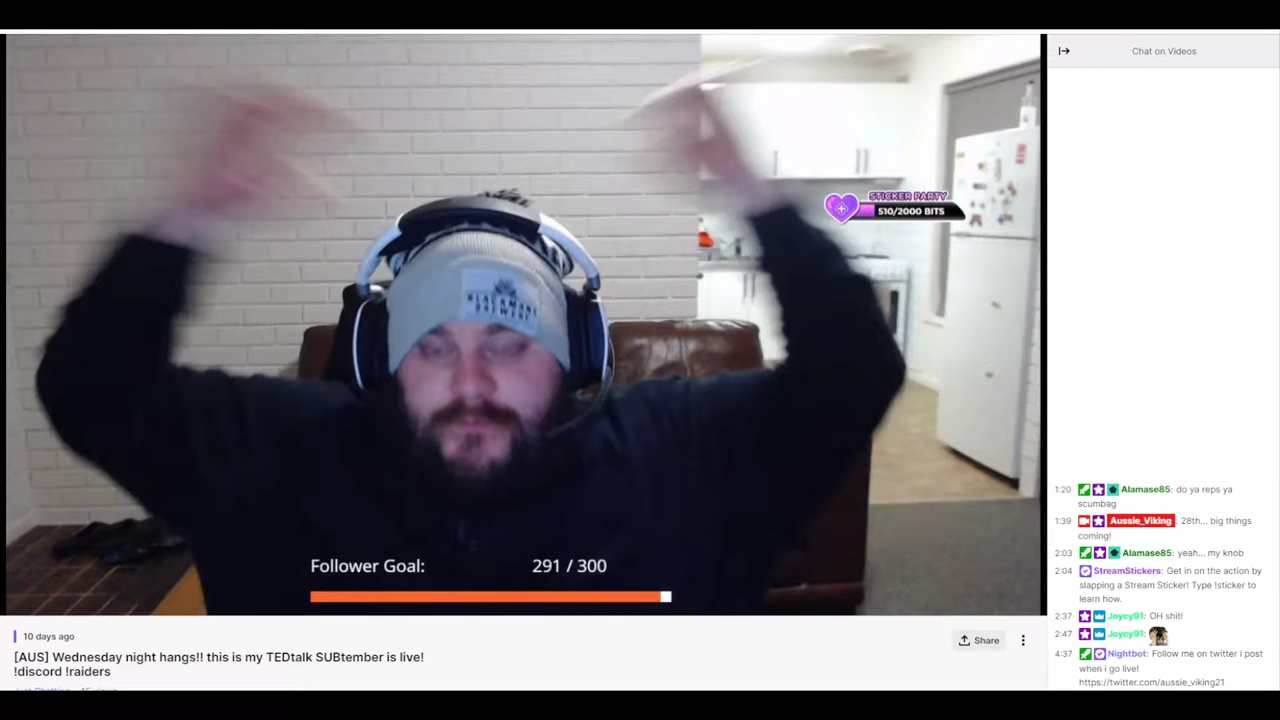 Chat on Videos
STICKER PARTY
510/2000 BITS
Follower Goal: 291 / 300
10 days ago
Share
[AUS] Wednesday night hangs!! this is my TEDtalk SUBtember is live!
!discord !raiders
1:20 Alamase85: do ya reps ya
scumbag
1:39 Aussie_Viking: 28th... big things
coming!
2:03 Alamase85: yeah... my knob
2:04 StreamStickers: Get in on the action by
slapping a Stream Sticker! Type !sticker to
learn how.
2:37 Joycy91: OH shit!
2:47 Joycy91:
4:37 Nightbot: Follow me on twitter i post
when i go live!
https://twitter.com/aussie_viking21